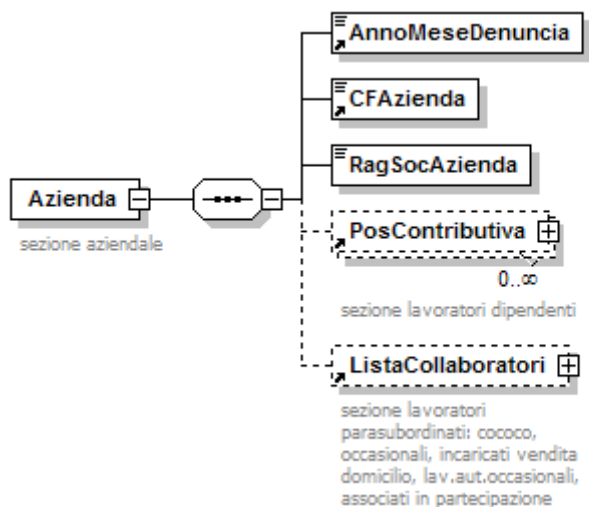 AnnoMeseDenuncia
CFAzienda
RagSocAzienda
Azienda
sezione aziendale
PosContributiva
0..∞
sezione lavoratori dipendenti
ListaCollaboratori
sezione lavoratori
parasubordinati: cococo,
occasionali, incaricati vendita
domicilio, lav.aut.occasionali,
associati in partecipazione